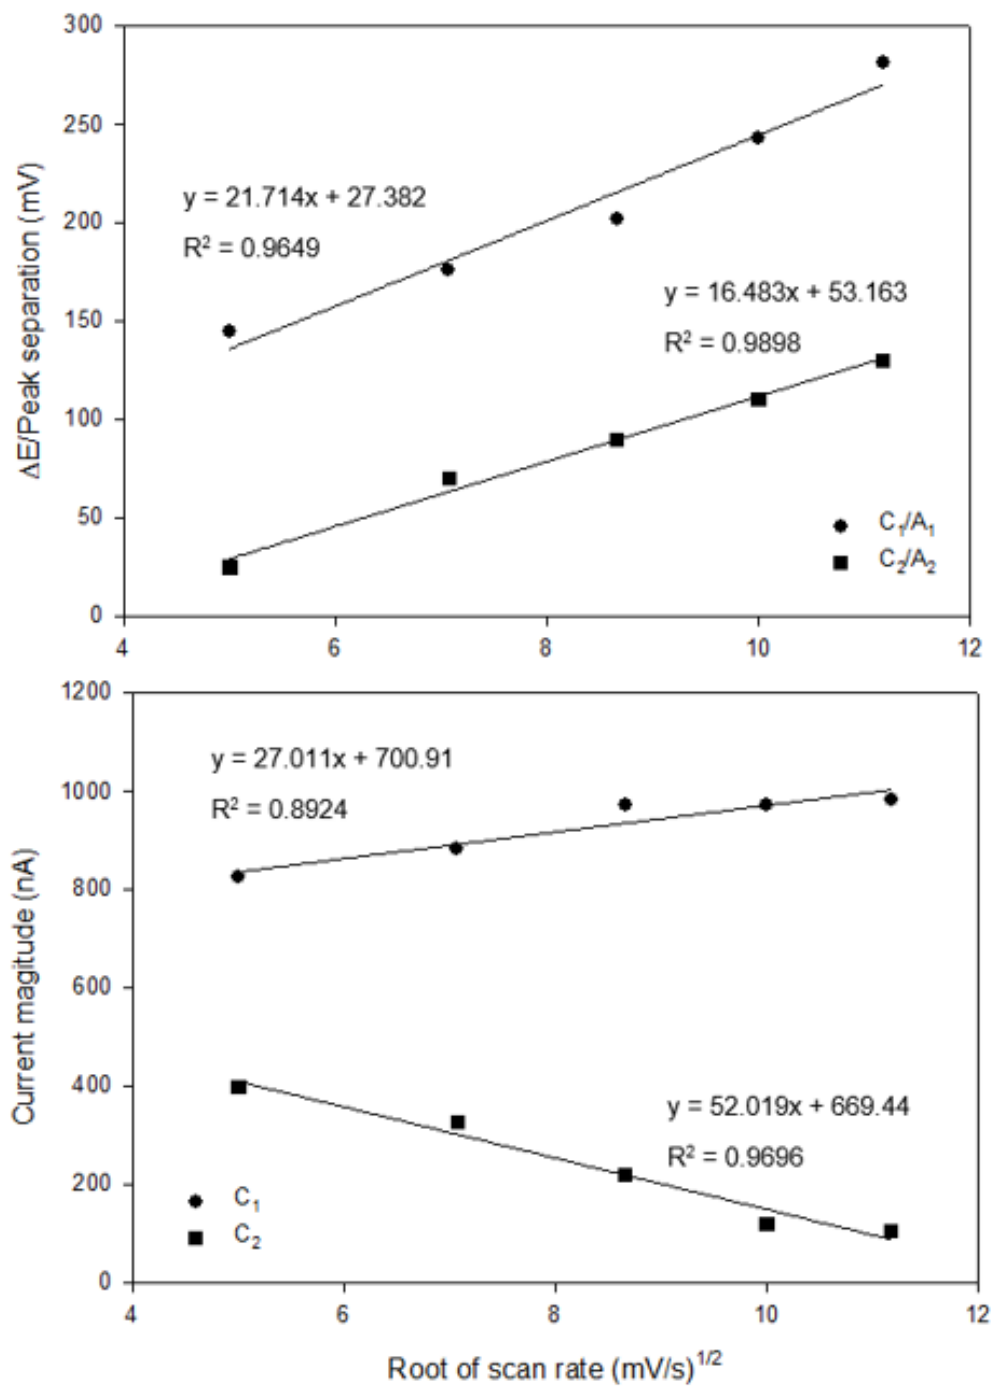 300
250
200
150
100
50
0
ΔE/Peak separation (mV)
y = 21.714x + 27.382
R² = 0.9649
y = 16.483x + 53.163
R² = 0.9898
C₁/A₁
C₂/A₂
4 6 8 10 12
1200
1000
800
600
400
200
0
Current magitude (nA)
y = 27.011x + 700.91
R² = 0.8924
y = 52.019x + 669.44
R² = 0.9696
C₁
C₂
4 6 8 10 12
Root of scan rate (mV/s)^1/2